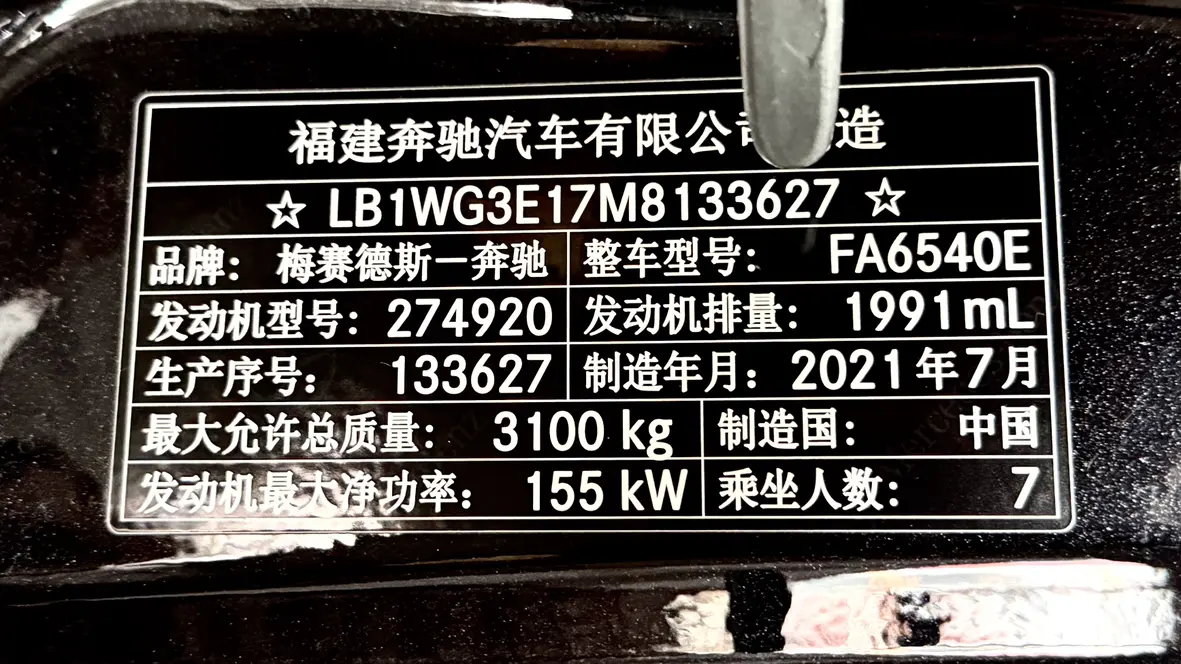 福建奔驰汽车有限公司 造
☆ LB1WG3E17M8133627 ☆
品牌： 梅赛德斯－奔驰 整车型号： FA6540E
发动机型号：274920 发动机排量： 1991mL
生产序号： 133627 制造年月： 2021年7月
最大允许总质量： 3100 kg 制造国： 中国
发动机最大净功率： 155 kW 乘坐人数： 7